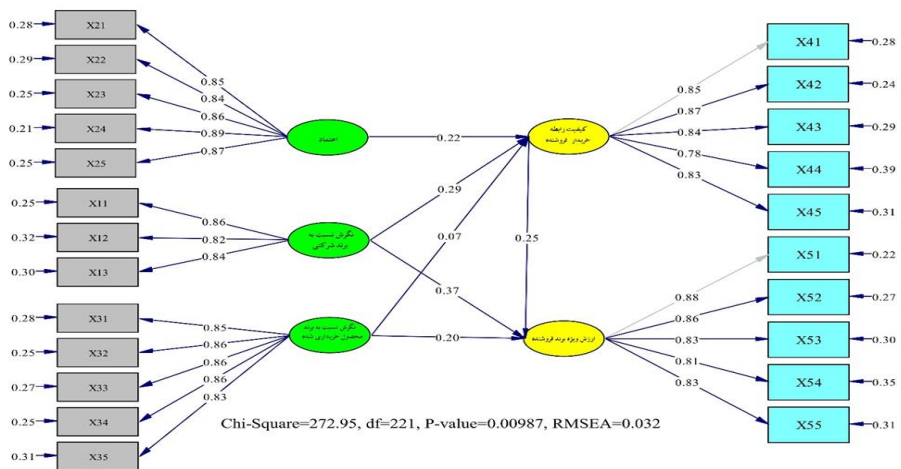 0.28 X21
0.29 X22
0.25 X23
0.21 X24
0.25 X25
0.85
0.84
0.86
0.89
0.87
اعتماد
0.25 X11
0.32 X12
0.30 X13
0.86
0.82
0.84
نگرش نسبت به
برند شرکتی
0.28 X31
0.25 X32
0.27 X33
0.25 X34
0.31 X35
0.85
0.86
0.86
0.86
0.83
نگرش نسبت به برند
محصول خریداری شده
0.22
0.29
0.07
0.37
0.20
0.25
کیفیت رابطه
خریدار فروشنده
0.85
0.87
0.84
0.78
0.83
X41 0.28
X42 0.24
X43 0.29
X44 0.39
X45 0.31
ارزش ویژه برند فروشنده
0.88
0.86
0.83
0.81
0.83
X51 0.22
X52 0.27
X53 0.30
X54 0.35
X55 0.31
Chi-Square=272.95, df=221, P-value=0.00987, RMSEA=0.032